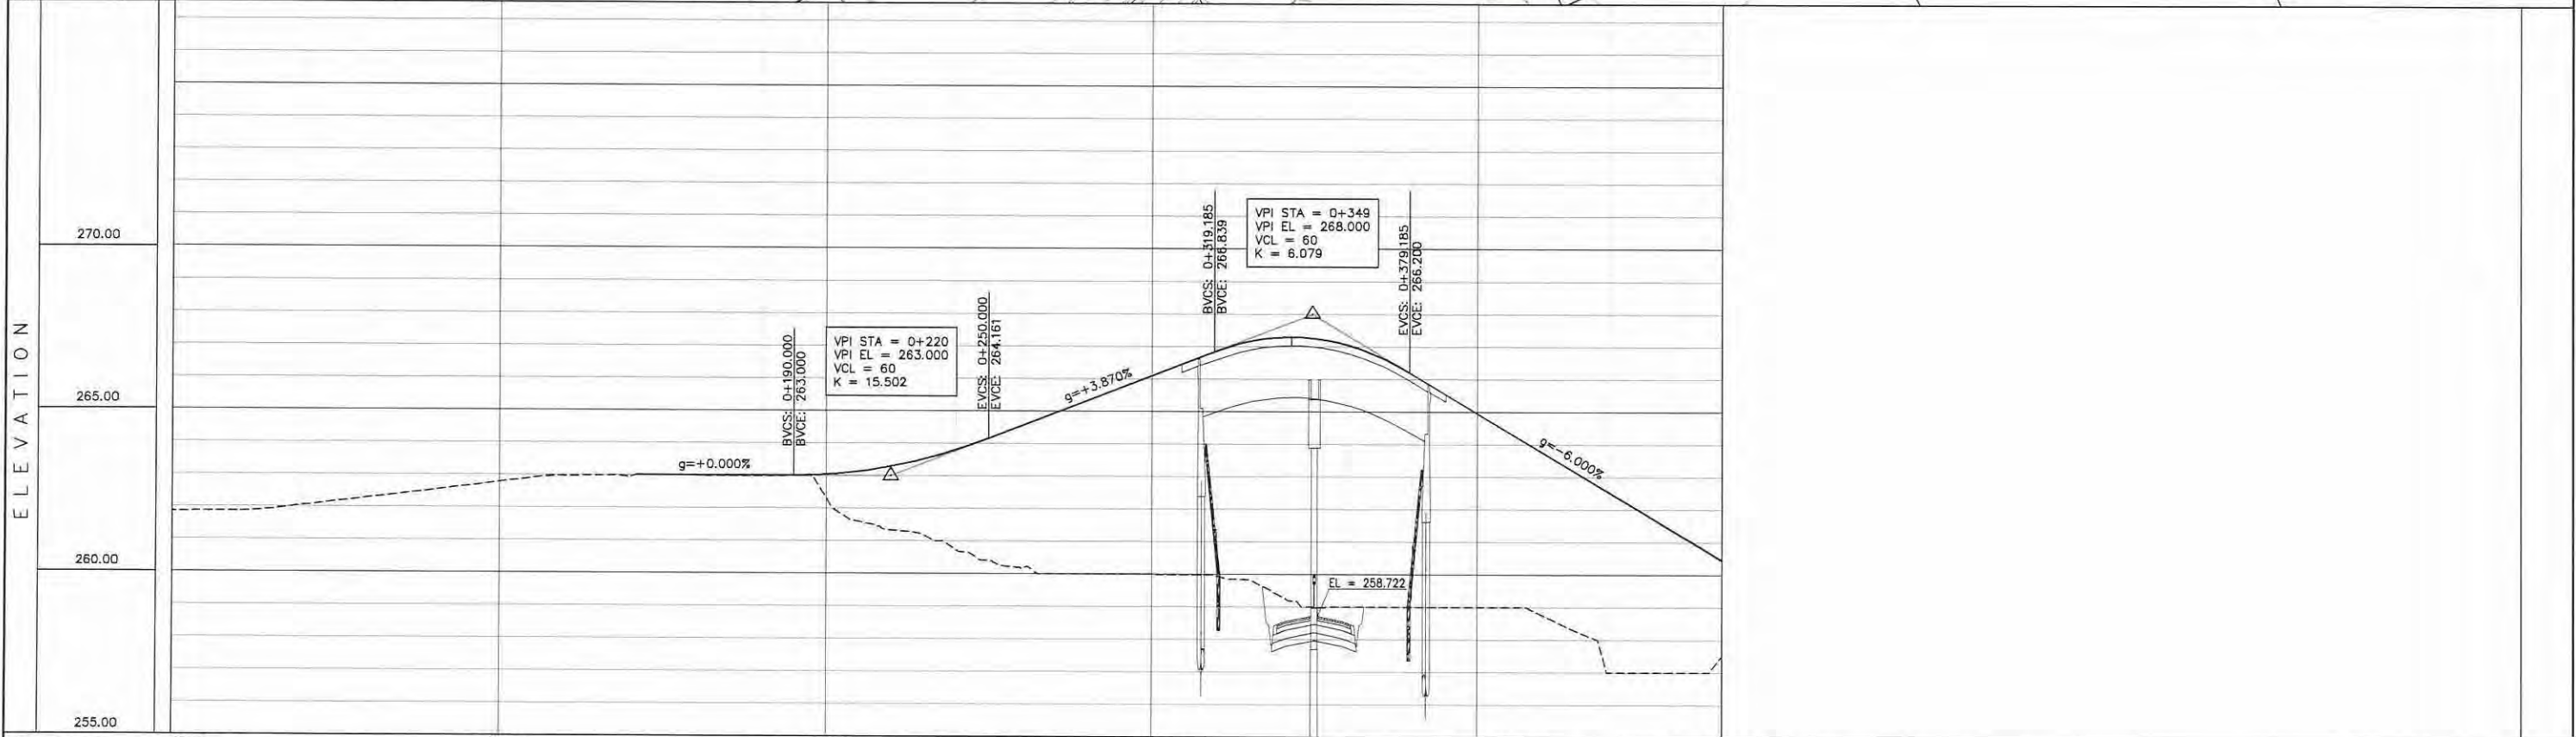 ELEVATION
270.00
265.00
260.00
255.00
g=+0.000%
BVCS: 0+190.000
BVCE: 263.000
VPI STA = 0+220
VPI EL = 263.000
VCL = 60
K = 15.502
EVCS: 0+250.000
EVCE: 264.161
g=+3.870%
BVCS: 0+319.185
BVCE: 266.839
VPI STA = 0+349
VPI EL = 268.000
VCL = 60
K = 6.079
EVCS: 0+379.185
EVCE: 266.200
g=-6.000%
EL = 258.722